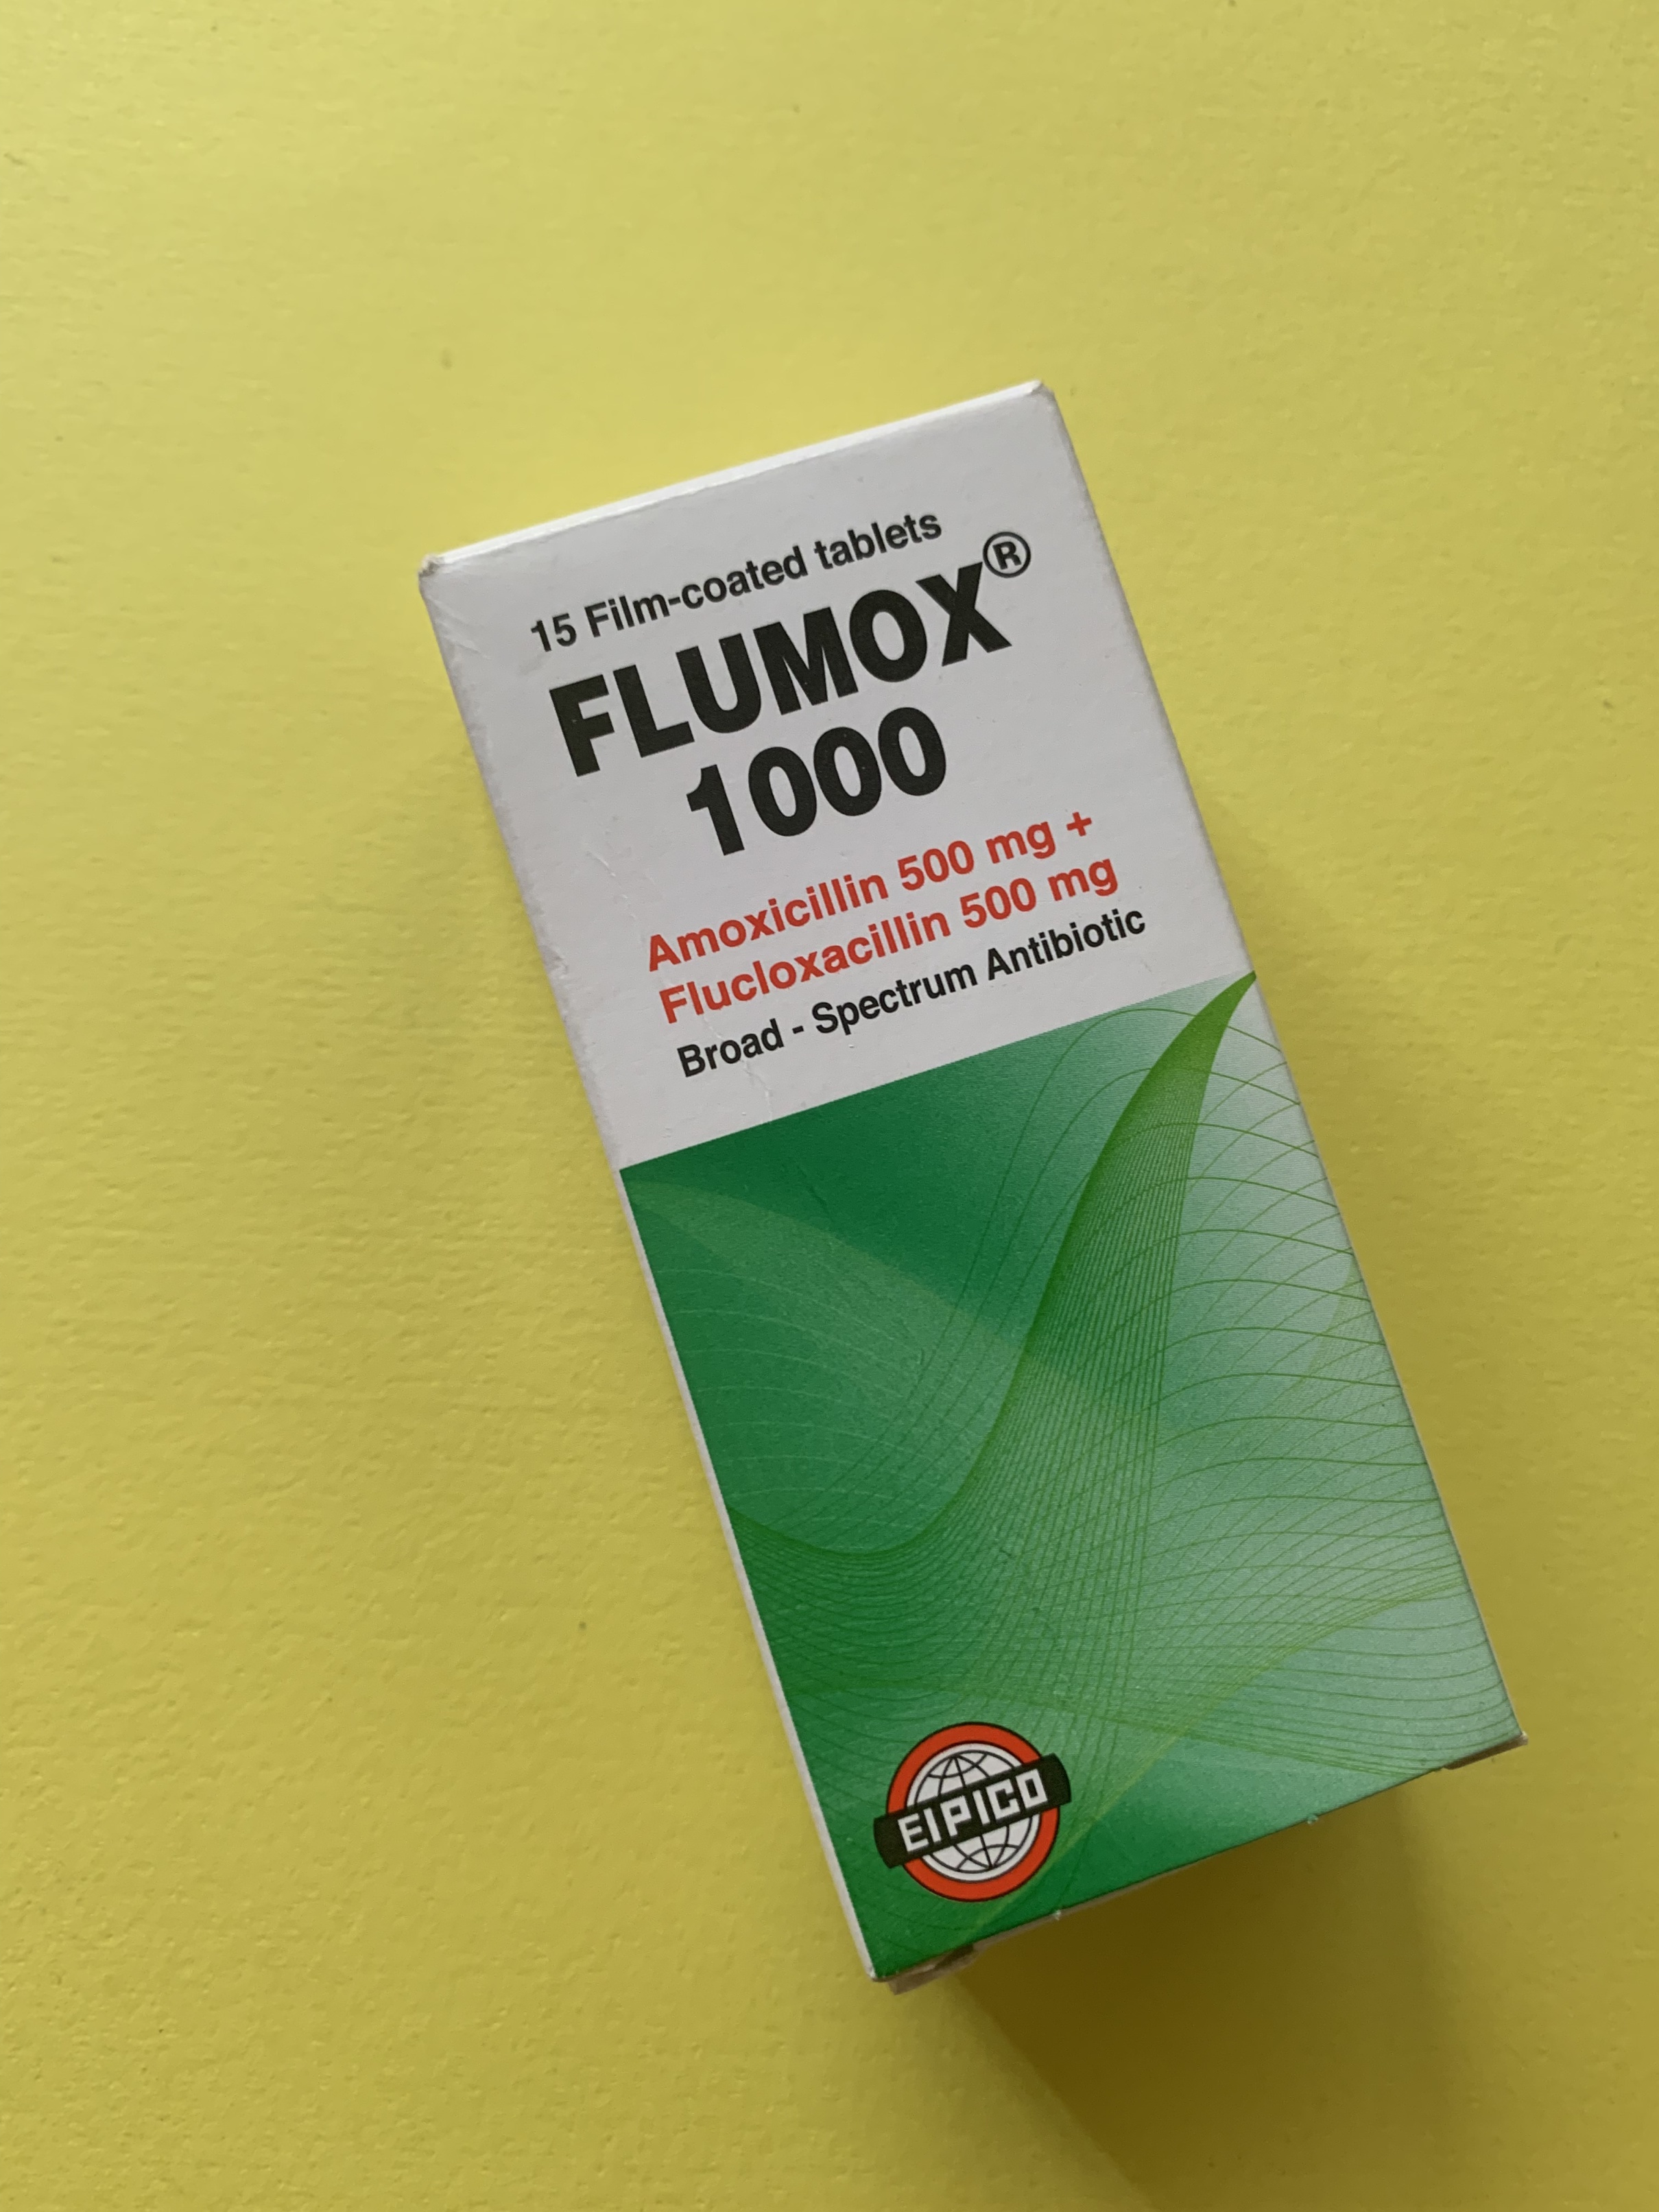 15 Film-coated tablets
FLUMOX®
1000
Amoxicillin 500 mg +
Flucloxacillin 500 mg
Broad - Spectrum Antibiotic
EIPICO